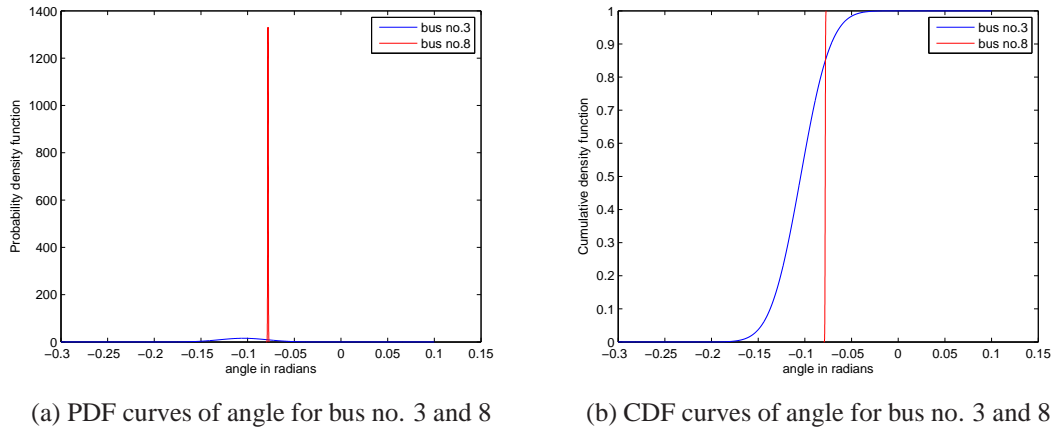 1400
1200
1000
800
600
400
200
0
Probability density function
bus no.3
bus no.8
−0.3 −0.25 −0.2 −0.15 −0.1 −0.05 0 0.05 0.1 0.15
angle in radians
(a) PDF curves of angle for bus no. 3 and 8
1
0.9
0.8
0.7
0.6
0.5
0.4
0.3
0.2
0.1
0
Cumulative density function
bus no.3
bus no.8
−0.3 −0.25 −0.2 −0.15 −0.1 −0.05 0 0.05 0.1 0.15
angle in radians
(b) CDF curves of angle for bus no. 3 and 8